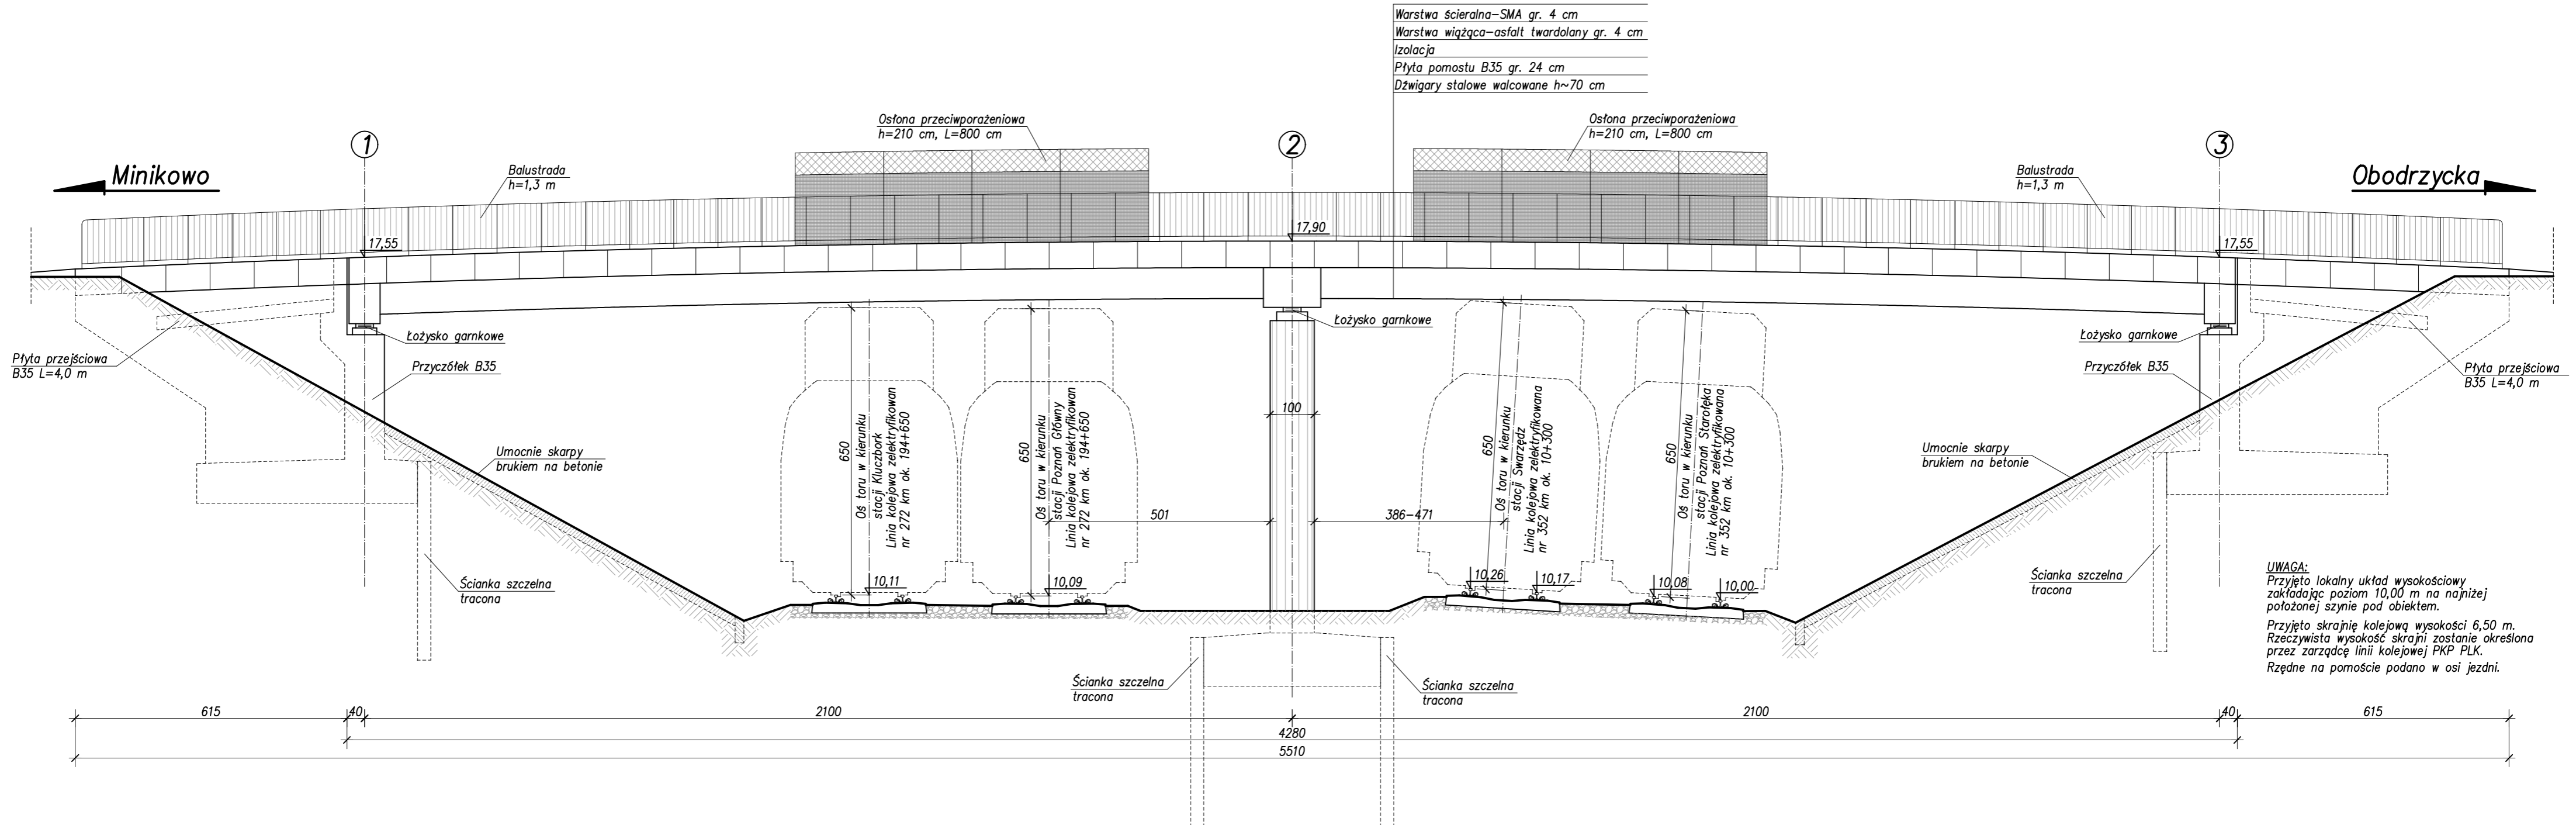 Warstwa ścieralna-SMA gr. 4 cm
Warstwa wiążąca-asfalt twardolany gr. 4 cm
Izolacja
Płyta pomostu B35 gr. 24 cm
Dźwigary stalowe walcowane h~70 cm
Osłona przeciwporażeniowa
h=210 cm, L=800 cm
Osłona przeciwporażeniowa
h=210 cm, L=800 cm
1
2
3
Minikowo
Obodrzycka
Balustrada
h=1,3 m
Balustrada
h=1,3 m
17,55
17,90
17,55
Łożysko garnkowe
Łożysko garnkowe
Łożysko garnkowe
Płyta przejściowa
B35 L=4,0 m
Przyczółek B35
Przyczółek B35
Płyta przejściowa
B35 L=4,0 m
650
Oś toru w kierunku
stacji Kluczbork
Linia kolejowa zelektryfikowan
nr 272 km ok. 194+650
650
Oś toru w kierunku
stacji Poznań Główny
Linia kolejowa zelektryfikowan
nr 272 km ok. 194+650
100
650
Oś toru w kierunku
stacji Swarzędz
Linia kolejowa zelektryfikowana
nr 352 km ok. 10+300
650
Oś toru w kierunku
stacji Poznań Starołęka
Linia kolejowa zelektryfikowana
nr 352 km ok. 10+300
Umocnie skarpy
brukiem na betonie
Umocnie skarpy
brukiem na betonie
501
386-471
Ścianka szczelna
tracona
10,11
10,09
10,26
10,17
10,08
10,00
Ścianka szczelna
tracona
UWAGA:
Przyjęto lokalny układ wysokościowy
zakładając poziom 10,00 m na najniżej
położonej szynie pod obiektem.
Przyjęto skrajnię kolejową wysokości 6,50 m.
Rzeczywista wysokość skrajni zostanie określona
przez zarządcę linii kolejowej PKP PLK.
Rzędne na pomoście podano w osi jezdni.
Ścianka szczelna
tracona
Ścianka szczelna
tracona
615
40
2100
2100
40
615
4280
5510